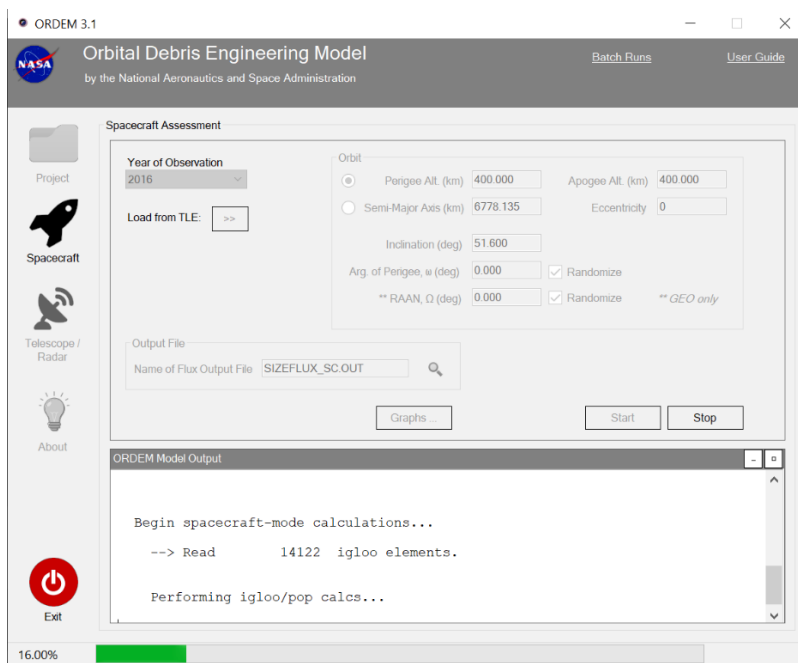 ORDEM 3.1
NASA
Orbital Debris Engineering Model
by the National Aeronautics and Space Administration
Batch Runs
User Guide
Project
Spacecraft
Telescope /
Radar
About
Exit
Spacecraft Assessment
Year of Observation
2016
Load from TLE: >>
Orbit
Perigee Alt. (km) 400.000 Apogee Alt. (km) 400.000
Semi-Major Axis (km) 6778.135 Eccentricity 0
Inclination (deg) 51.600
Arg. of Perigee, ω (deg) 0.000 Randomize
** RAAN, Ω (deg) 0.000 Randomize ** GEO only
Output File
Name of Flux Output File SIZEFLUX_SC.OUT
Graphs ... Start Stop
ORDEM Model Output
Begin spacecraft-mode calculations...
--> Read 14122 igloo elements.
Performing igloo/pop calcs...
16.00%